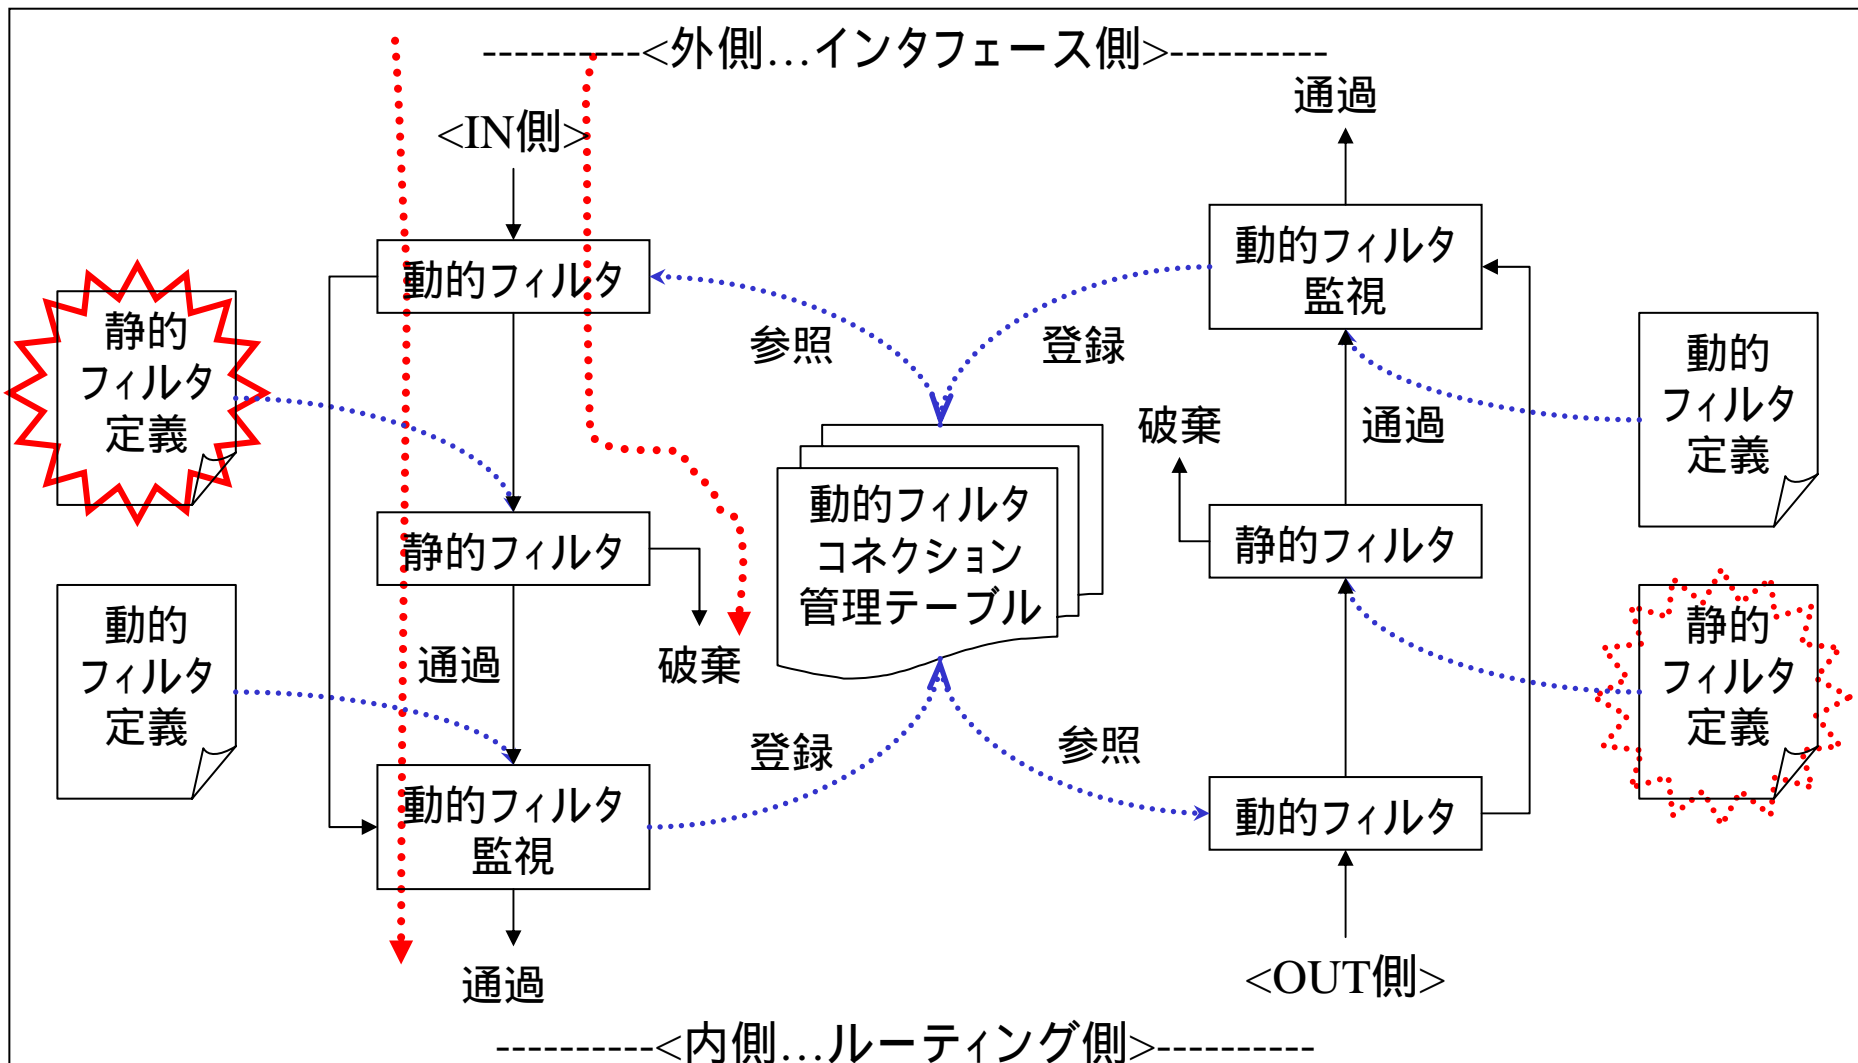 ----------<外側…インタフェース側>----------
通過
<IN側>
動的フィルタ
動的フィルタ
監視
静的
フィルタ
定義
参照
登録
動的
フィルタ
定義
破棄
通過
動的フィルタ
コネクション
管理テーブル
静的フィルタ
静的フィルタ
動的
フィルタ
定義
通過
破棄
静的
フィルタ
定義
登録
参照
動的フィルタ
監視
動的フィルタ
通過
<OUT側>
----------<内側…ルーティング側>----------